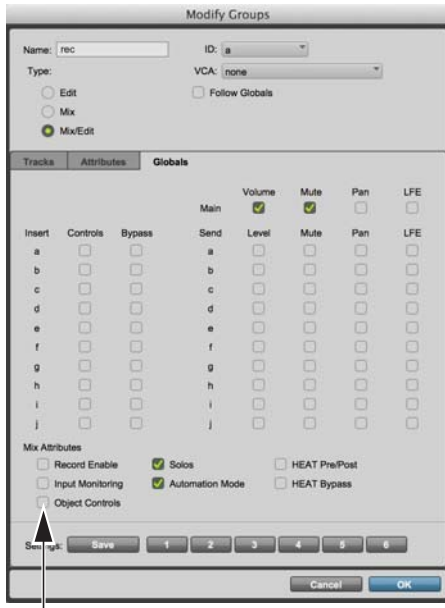 Modify Groups
Name: rec ID: a
Type: VCA: none
Edit Follow Globals
Mix
Mix/Edit
Tracks Attributes Globals
Volume Mute Pan LFE
Main
Insert Controls Bypass Send Level Mute Pan LFE
a a
b b
c c
d d
e e
f f
g g
h h
i i
j j
Mix Attributes
Record Enable Solos HEAT Pre/Post
Input Monitoring Automation Mode HEAT Bypass
Object Controls
Settings: Save 1 2 3 4 5 6
Cancel OK